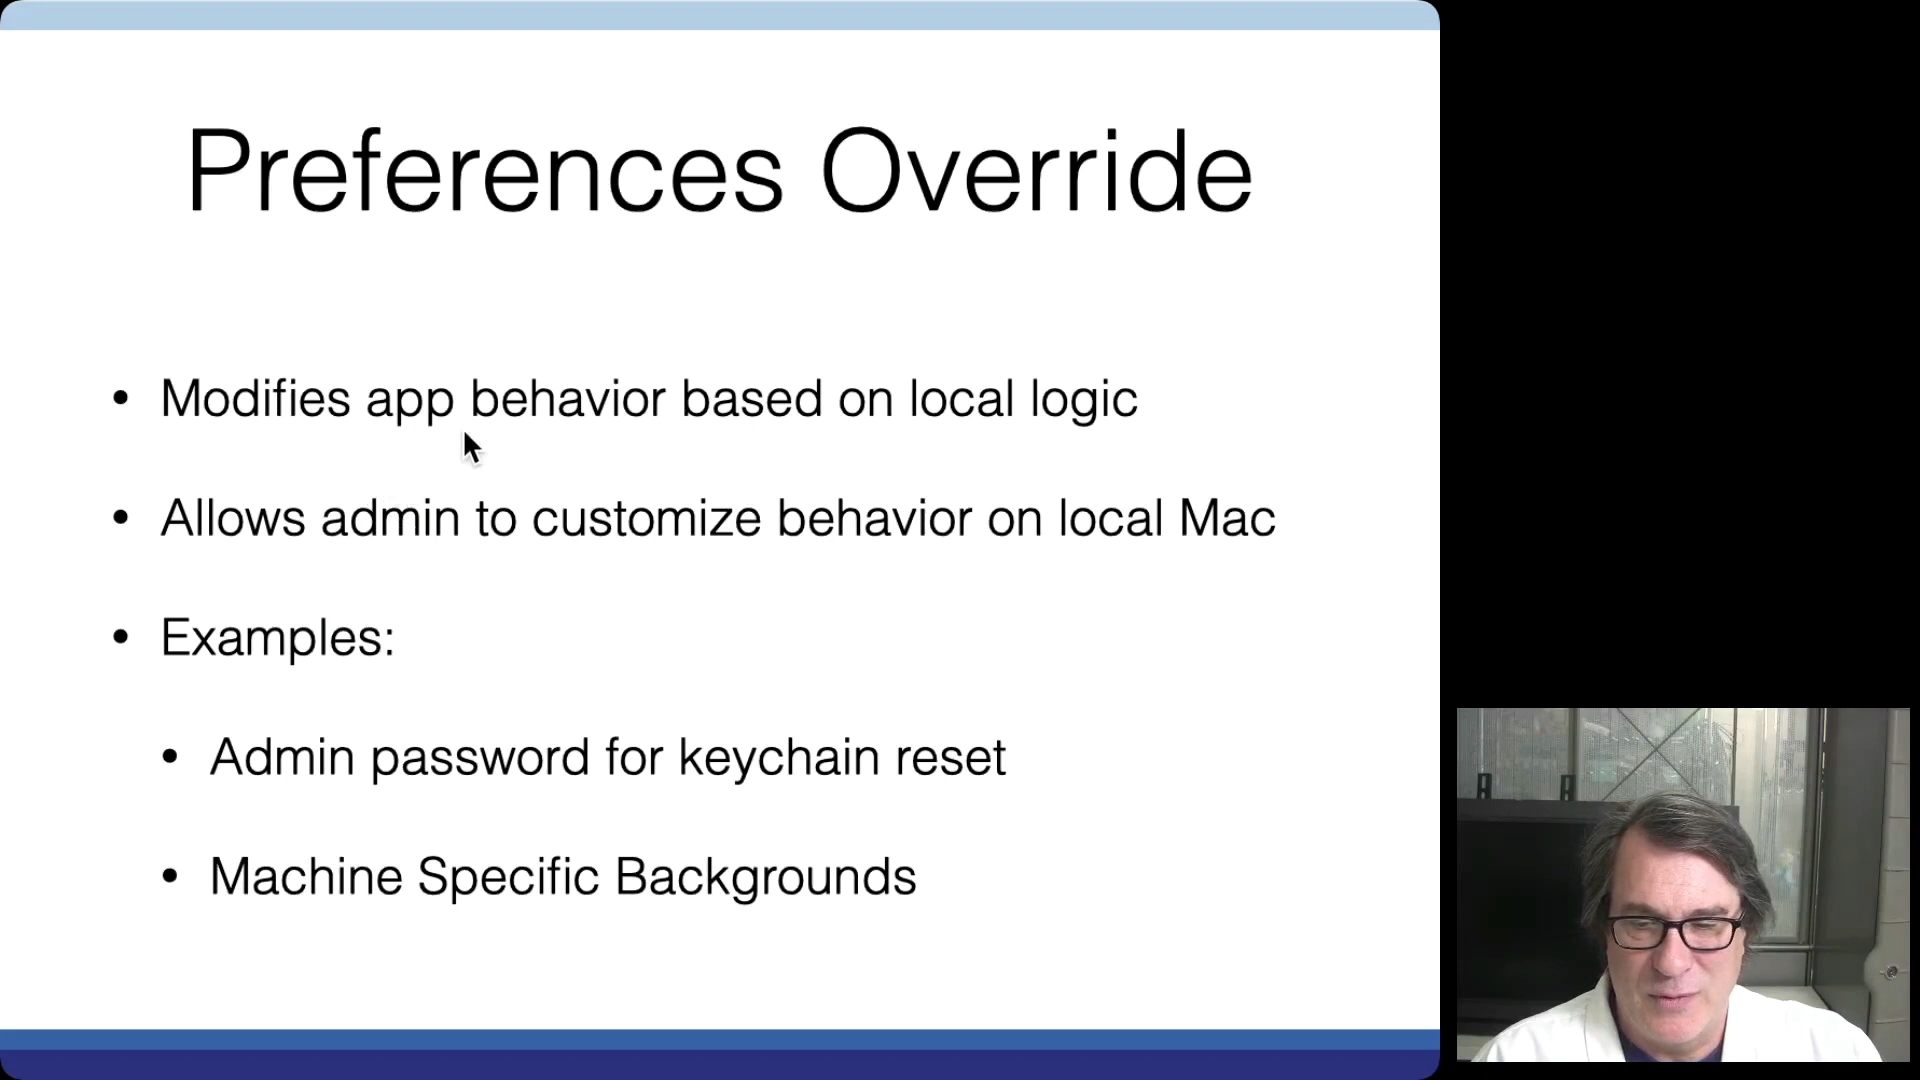 Preferences Override
• Modifies app behavior based on local logic
• Allows admin to customize behavior on local Mac
• Examples:
• Admin password for keychain reset
• Machine Specific Backgrounds